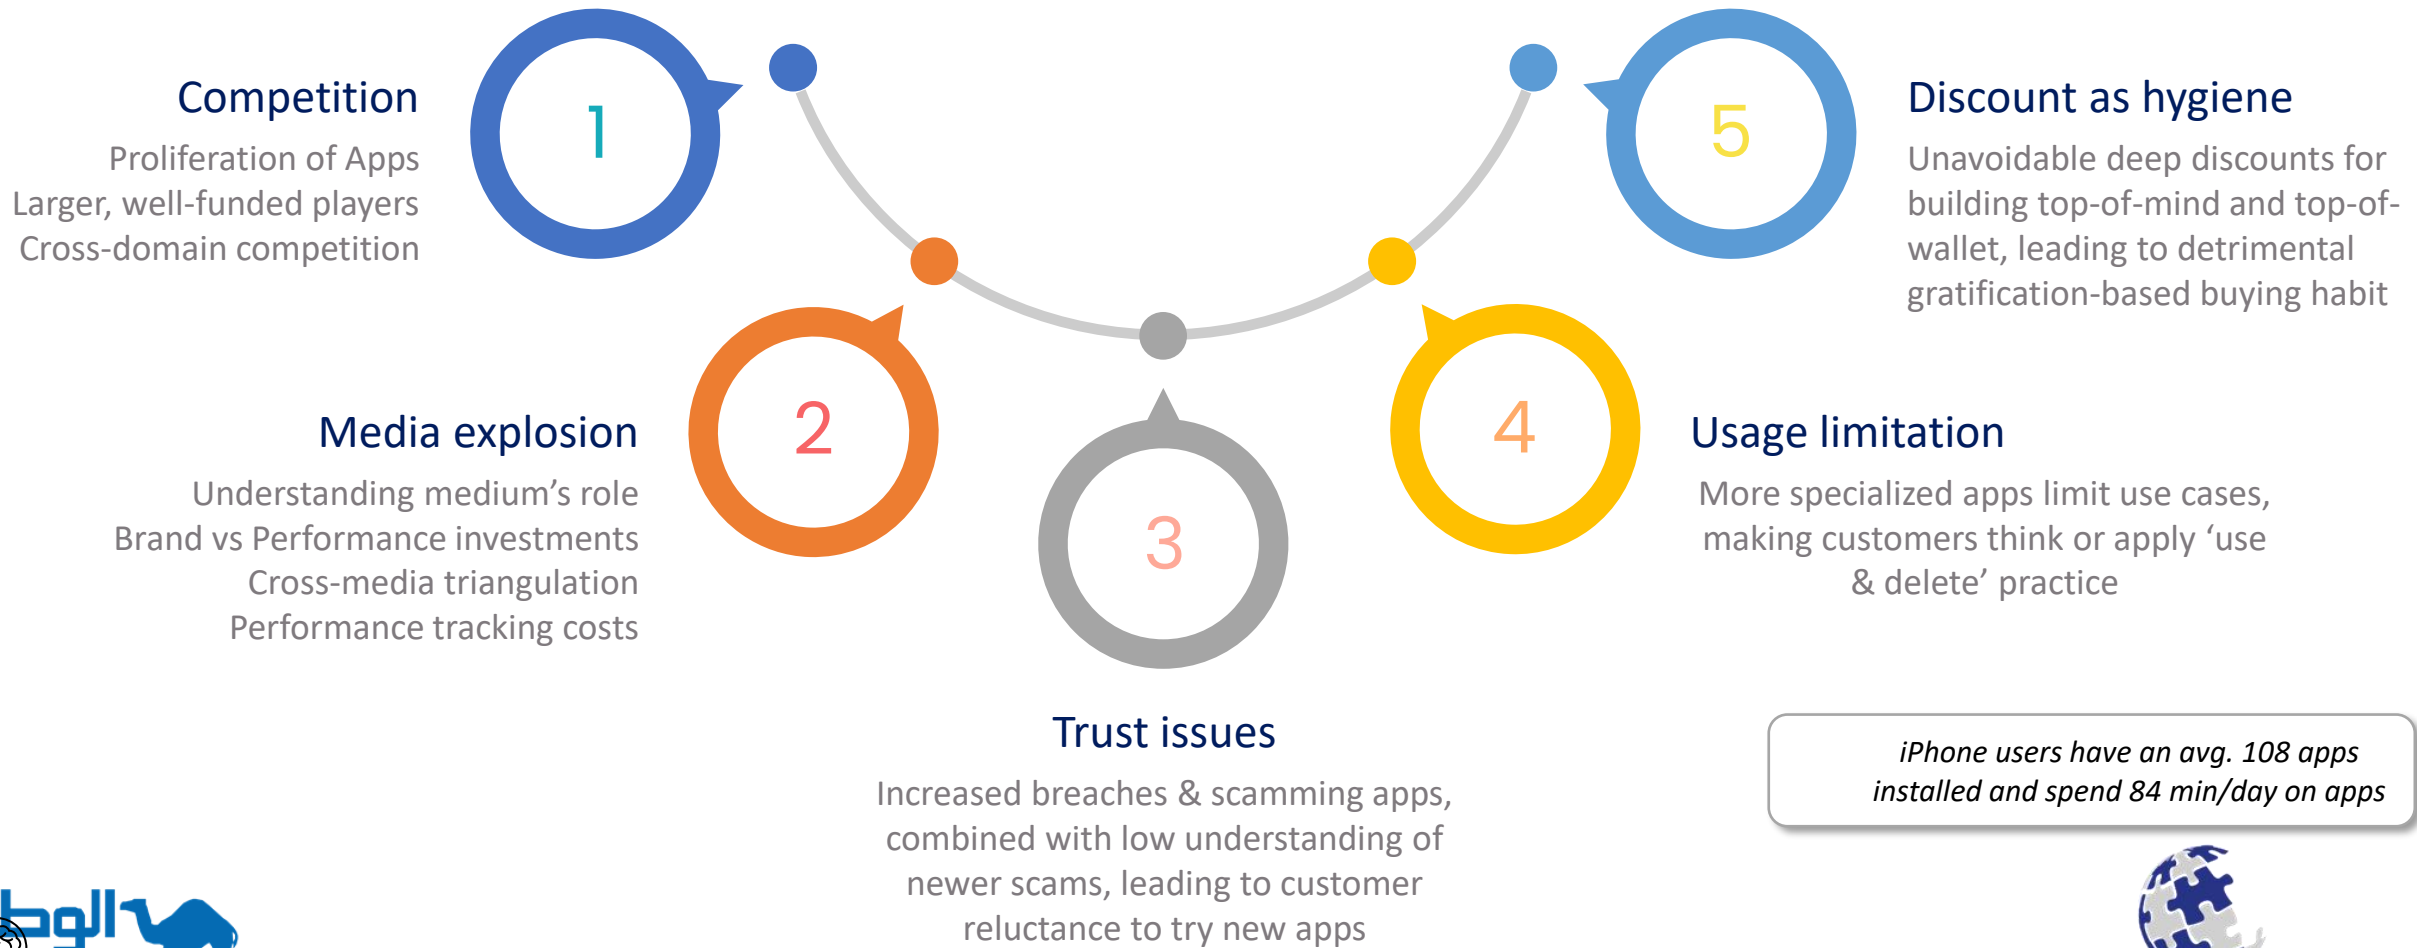 1
Competition
Proliferation of Apps
Larger, well-funded players
Cross-domain competition
2
Media explosion
Understanding medium’s role
Brand vs Performance investments
Cross-media triangulation
Performance tracking costs
3
Trust issues
Increased breaches & scamming apps,
combined with low understanding of
newer scams, leading to customer
reluctance to try new apps
4
Usage limitation
More specialized apps limit use cases,
making customers think or apply ‘use
& delete’ practice
5
Discount as hygiene
Unavoidable deep discounts for
building top-of-mind and top-of-
wallet, leading to detrimental
gratification-based buying habit
iPhone users have an avg. 108 apps
installed and spend 84 min/day on apps